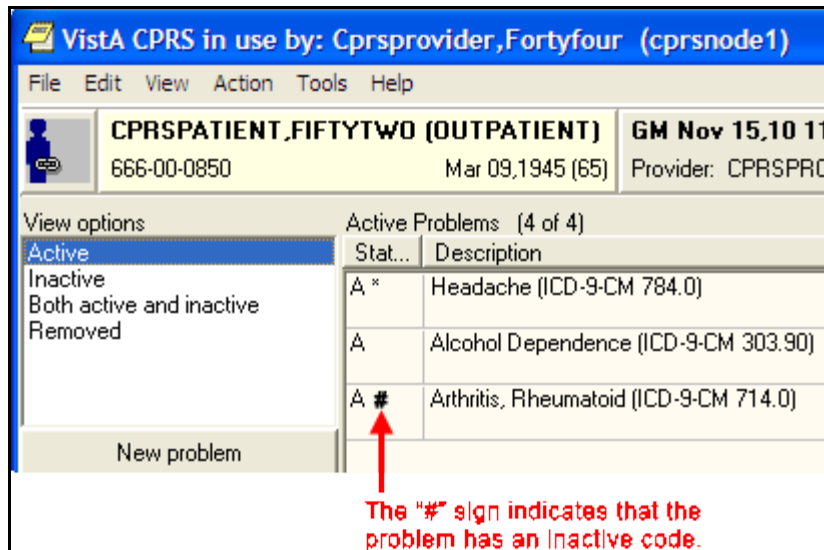 VistA CPRS in use by: Cprsprovider,Fortyfour (cprsnode1)
File Edit View Action Tools Help
CPRSPATIENT,FIFTYTWO (OUTPATIENT) GM Nov 15,10 11
666-00-0850 Mar 09,1945 (65) Provider: CPRSPRO
View options Active Problems (4 of 4)
Active Stat... Description
Inactive
Both active and inactive
Removed
A * Headache (ICD-9-CM 784.0)
A Alcohol Dependence (ICD-9-CM 303.90)
A # Arthritis, Rheumatoid (ICD-9-CM 714.0)
New problem
The "#" sign indicates that the
problem has an inactive code.